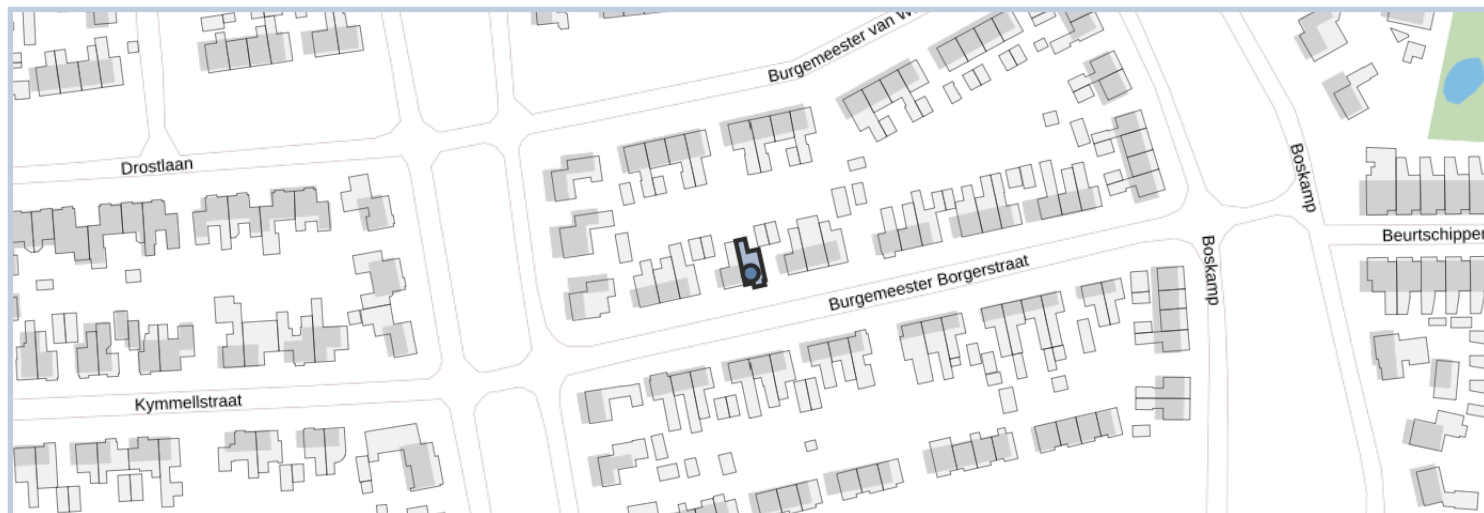 Burgemeester van
Drostlaan
Boskamp
Beurtschipper
Boskamp
Burgemeester Borgerstraat
Kymmellstraat